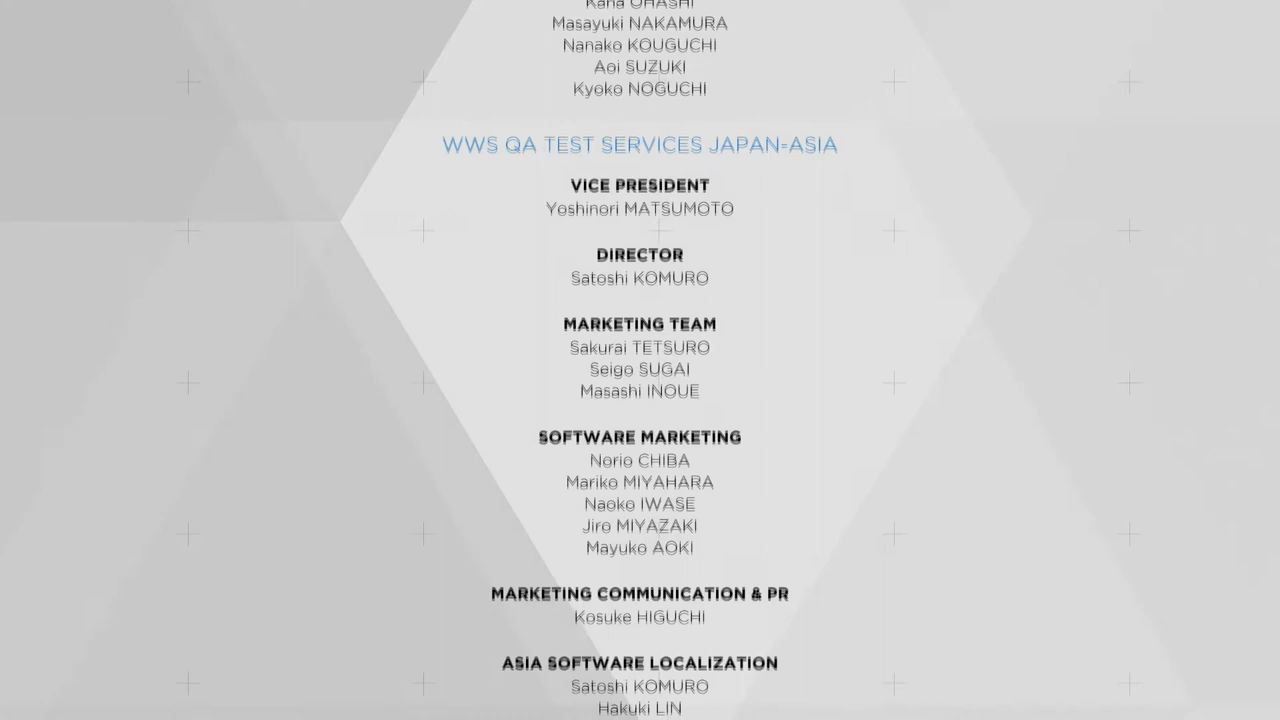 Kana OHASHI
Masayuki NAKAMURA
Nanako KOUGUCHI
Aoi SUZUKI
Kyoko NOGUCHI
WWS QA TEST SERVICES JAPAN-ASIA
VICE PRESIDENT
Yoshinori MATSUMOTO
DIRECTOR
Satoshi KOMURO
MARKETING TEAM
Sakurai TETSURO
Seigo SUGAI
Masashi INOUE
SOFTWARE MARKETING
Norio CHIBA
Mariko MIYAHARA
Naoko IWASE
Jiro MIYAZAKI
Mayuko AOKI
MARKETING COMMUNICATION & PR
Kosuke HIGUCHI
ASIA SOFTWARE LOCALIZATION
Satoshi KOMURO
Hakuki LIN